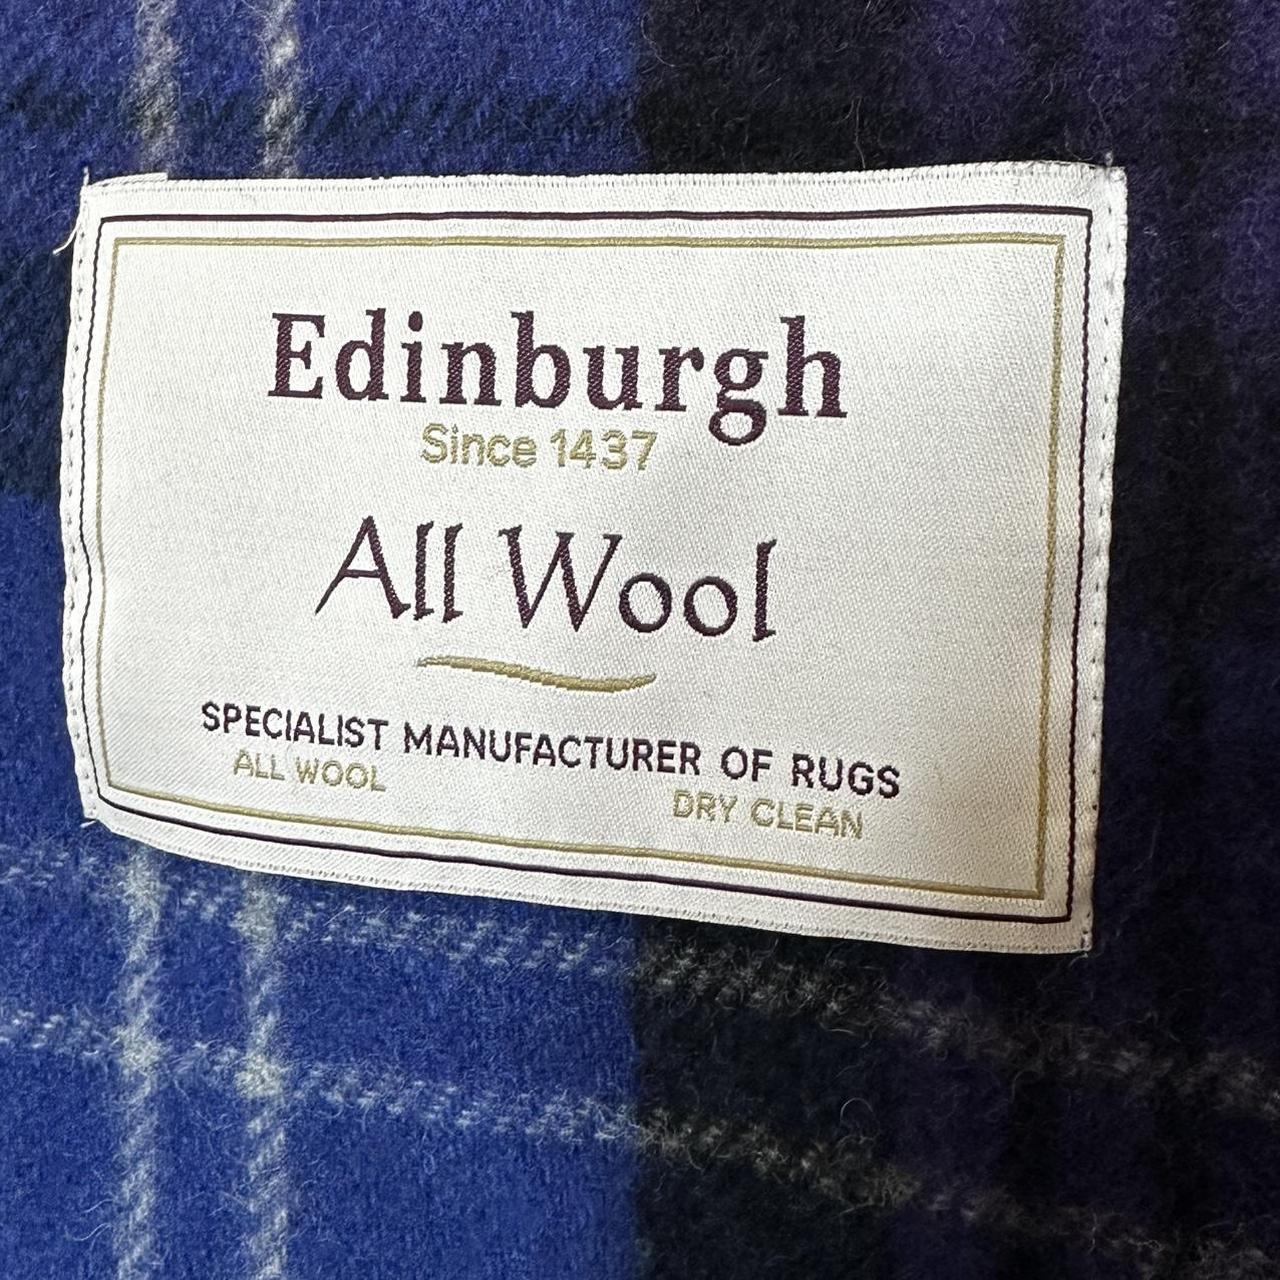 Edinburgh
Since 1437
All Wool
SPECIALIST MANUFACTURER OF RUGS
ALL WOOL
DRY CLEAN